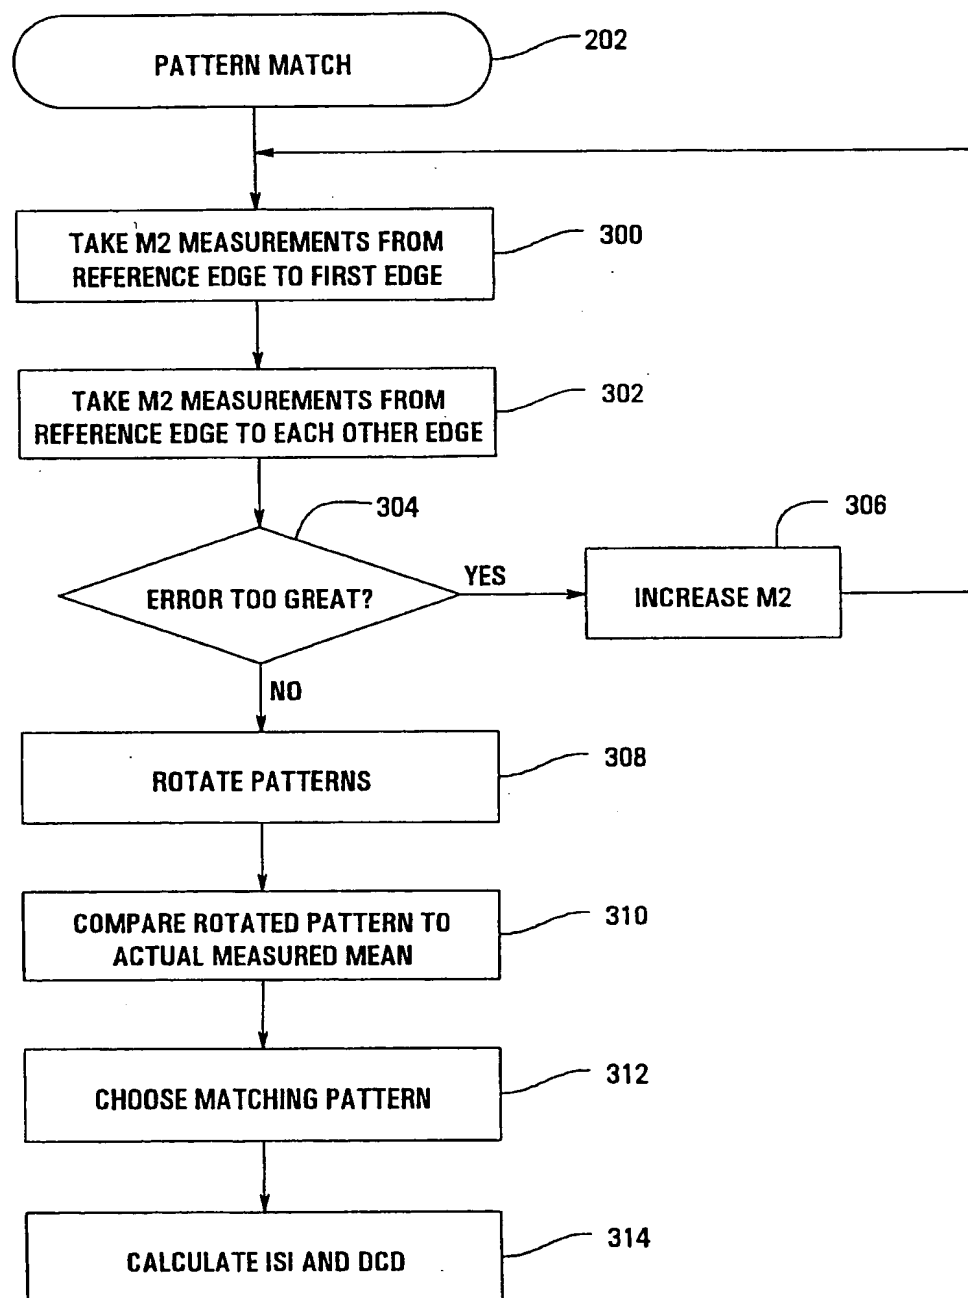 PATTERN MATCH
202
TAKE M2 MEASUREMENTS FROM
REFERENCE EDGE TO FIRST EDGE
300
TAKE M2 MEASUREMENTS FROM
REFERENCE EDGE TO EACH OTHER EDGE
302
304
ERROR TOO GREAT?
YES
306
INCREASE M2
NO
ROTATE PATTERNS
308
COMPARE ROTATED PATTERN TO
ACTUAL MEASURED MEAN
310
CHOOSE MATCHING PATTERN
312
CALCULATE ISI AND DCD
314